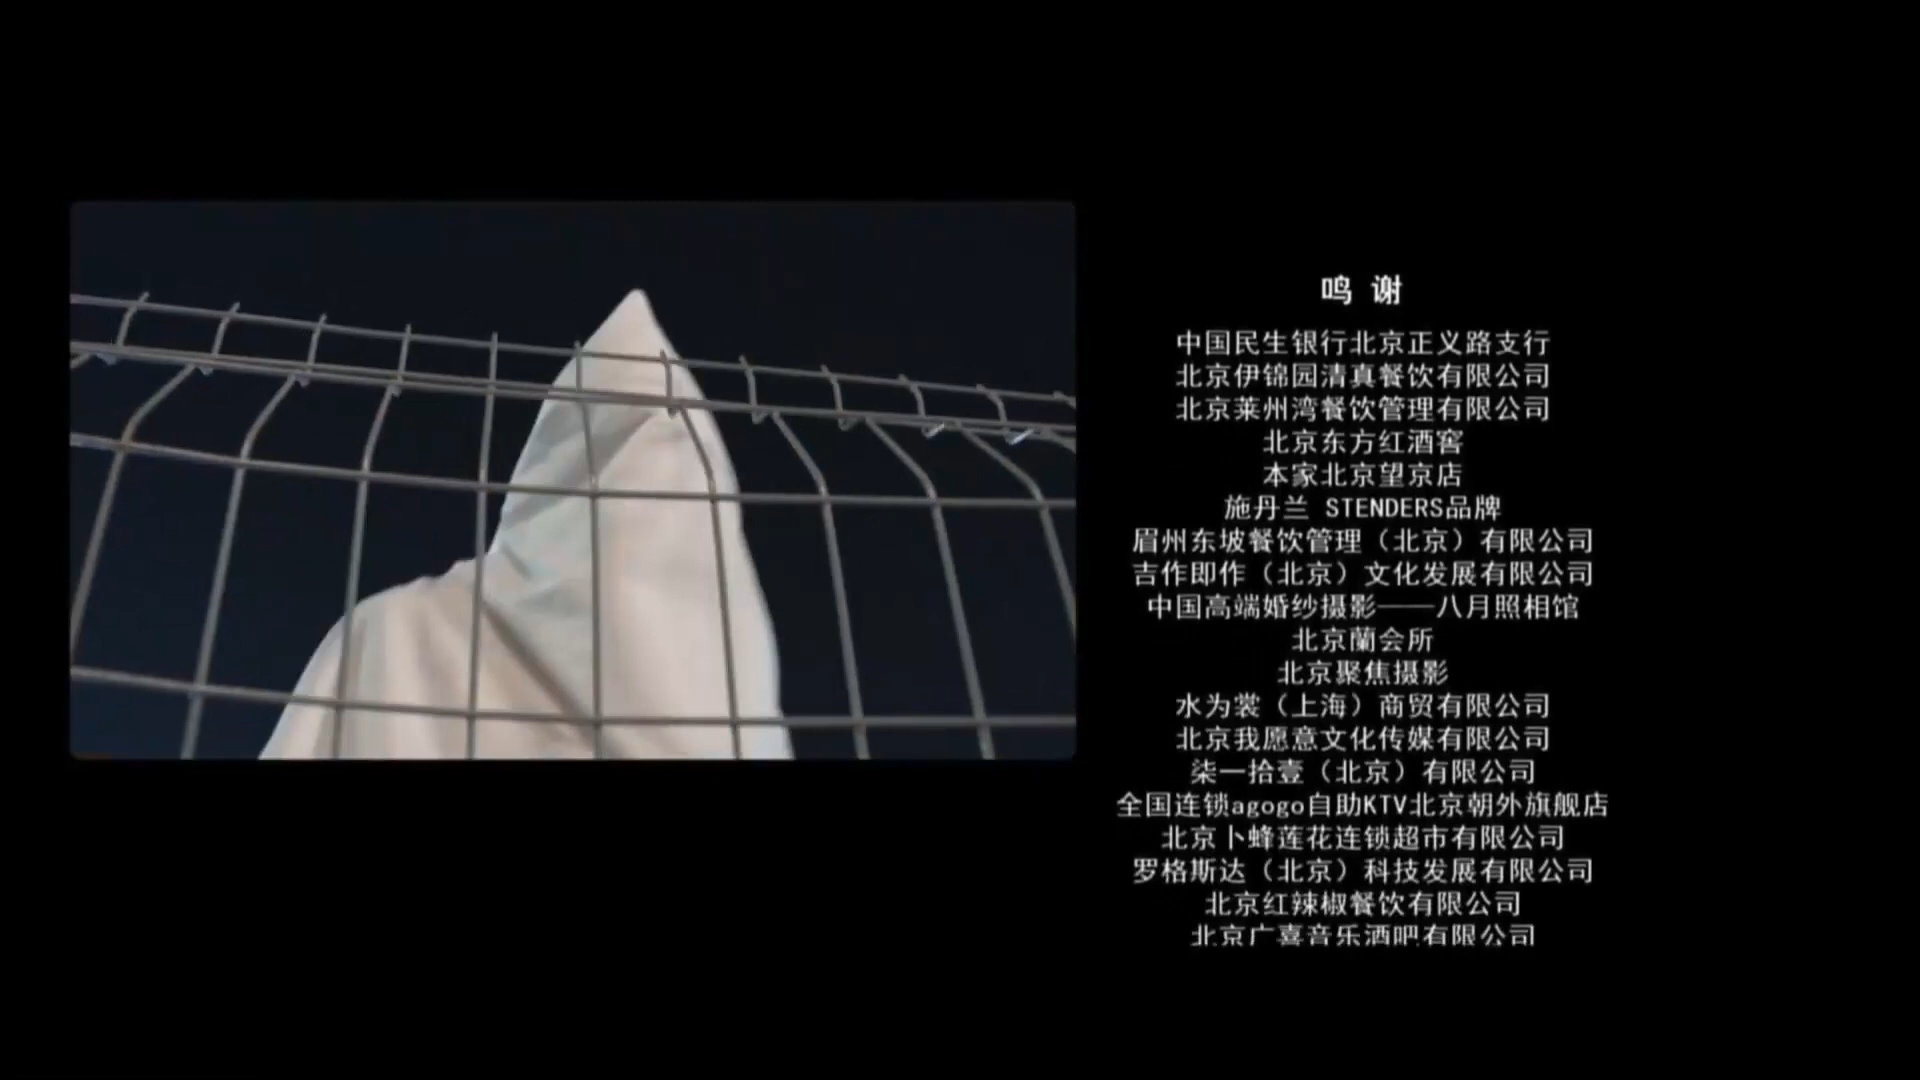 鸣 谢
中国民生银行北京正义路支行
北京伊锦园清真餐饮有限公司
北京莱州湾餐饮管理有限公司
北京东方红酒窖
本家北京望京店
施丹兰 STENDERS品牌
眉州东坡餐饮管理（北京）有限公司
吉作即作（北京）文化发展有限公司
中国高端婚纱摄影——八月照相馆
北京蘭会所
北京聚焦摄影
水为裳（上海）商贸有限公司
北京我愿意文化传媒有限公司
柒一拾壹（北京）有限公司
全国连锁agogo自助KTV北京朝外旗舰店
北京卜蜂莲花连锁超市有限公司
罗格斯达（北京）科技发展有限公司
北京红辣椒餐饮有限公司
北京广喜音乐酒吧有限公司